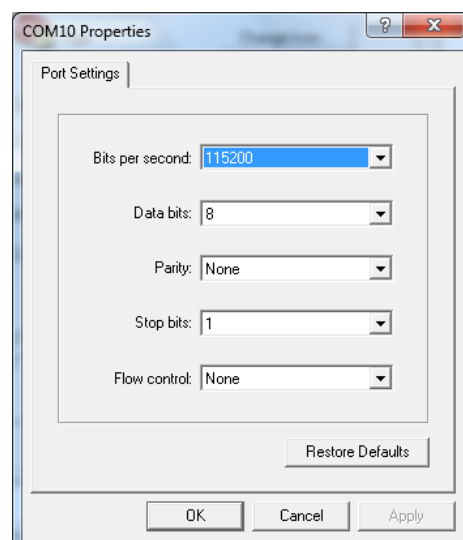 COM10 Properties
Port Settings
Bits per second: 115200
Data bits: 8
Parity: None
Stop bits: 1
Flow control: None
Restore Defaults
OK Cancel Apply